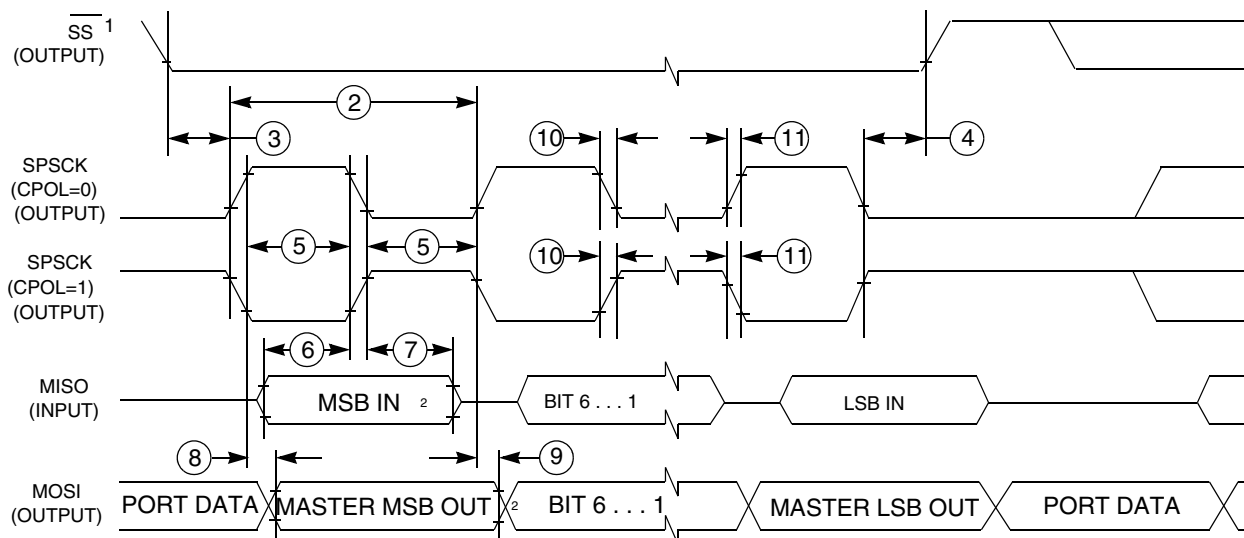 SS 1
(OUTPUT)
2
3
10
11
4
SPSCK
(CPOL=0)
(OUTPUT)
5
5
SPSCK
(CPOL=1)
(OUTPUT)
10
11
6
7
MISO
(INPUT)
MSB IN 2
BIT 6 . . . 1
LSB IN
8
9
MOSI
(OUTPUT)
PORT DATA
MASTER MSB OUT 2
BIT 6 . . . 1
MASTER LSB OUT
PORT DATA